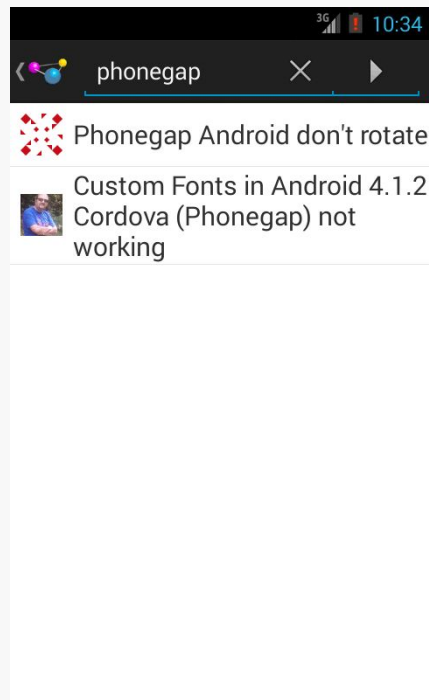 3G 10:34
phonegap
Phonegap Android don't rotate
Custom Fonts in Android 4.1.2
Cordova (Phonegap) not
working